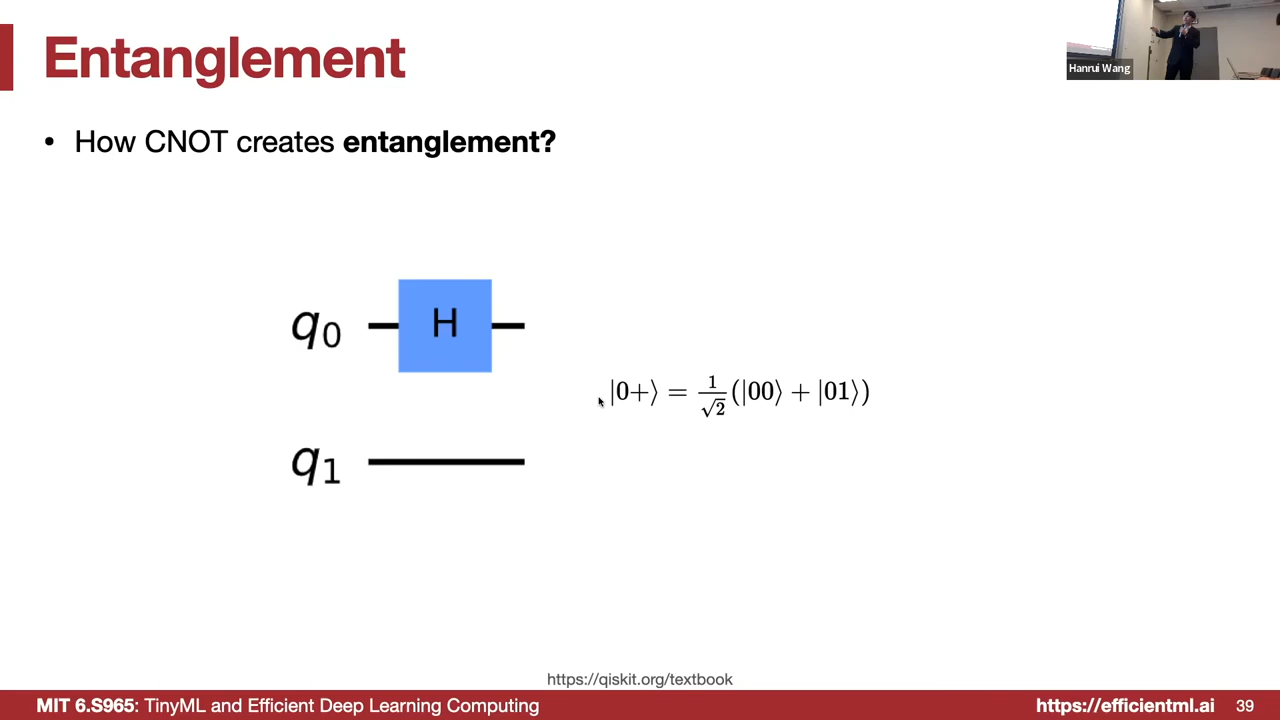 Entanglement
Hanrui Wang
• How CNOT creates entanglement?
q0 H
|0+⟩ = 1/√2 (|00⟩ + |01⟩)
q1
https://qiskit.org/textbook
MIT 6.S965: TinyML and Efficient Deep Learning Computing
https://efficientml.ai 39